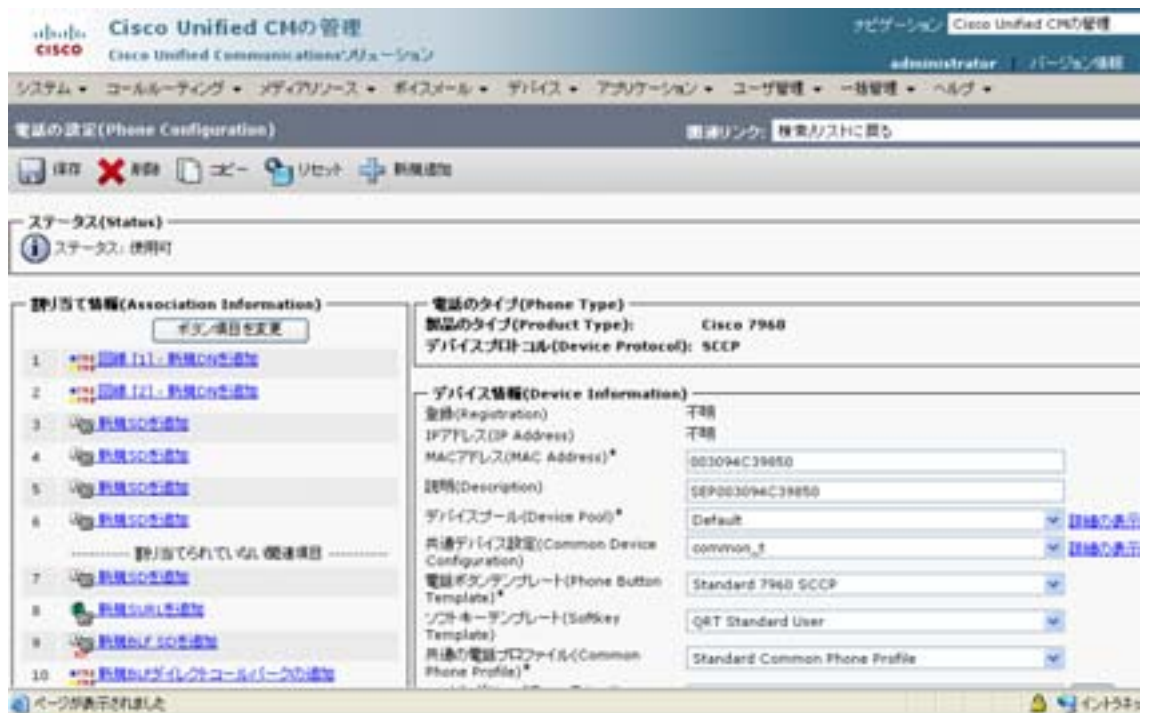 Cisco Unified CMの管理
CISCO
Cisco Unified Communicationsソリューション
ナビゲーション Cisco Unified CMの管理
administrator バージョン情報
システム コールルーティング メディアリソース ボイスメール デバイス アプリケーション ユーザ管理 一括管理 ヘルプ
電話の設定(Phone Configuration)
関連リンク: 検索/リストに戻る
保存 削除 コピー リセット 新規追加
ステータス(Status)
ステータス: 使用可
割り当て情報(Association Information)
ボタン項目を変更
1 回線 [1] - 新規DNを追加
2 回線 [2] - 新規DNを追加
3 新規SDを追加
4 新規SDを追加
5 新規SDを追加
6 新規SDを追加
---------- 割り当てられていない関連項目 ----------
7 新規SDを追加
8 新規SURLを追加
9 新規BLF SDを追加
10 新規BLFダイレクトコールパークの追加
電話のタイプ(Phone Type)
製品のタイプ(Product Type): Cisco 7960
デバイスプロトコル(Device Protocol): SCCP
デバイス情報(Device Information)
登録(Registration) 不明
IPアドレス(IP Address) 不明
MACアドレス(MAC Address)* 003094C39850
説明(Description) SEP003094C39850
デバイスプール(Device Pool)* Default 詳細の表示
共通デバイス設定(Common Device
Configuration) common_t 詳細の表示
電話ボタンテンプレート(Phone Button
Template)* Standard 7960 SCCP
ソフトキーテンプレート(Softkey
Template) QRT Standard User
共通の電話プロファイル(Common
Phone Profile)* Standard Common Phone Profile
ページが表示されました
イントラネッ